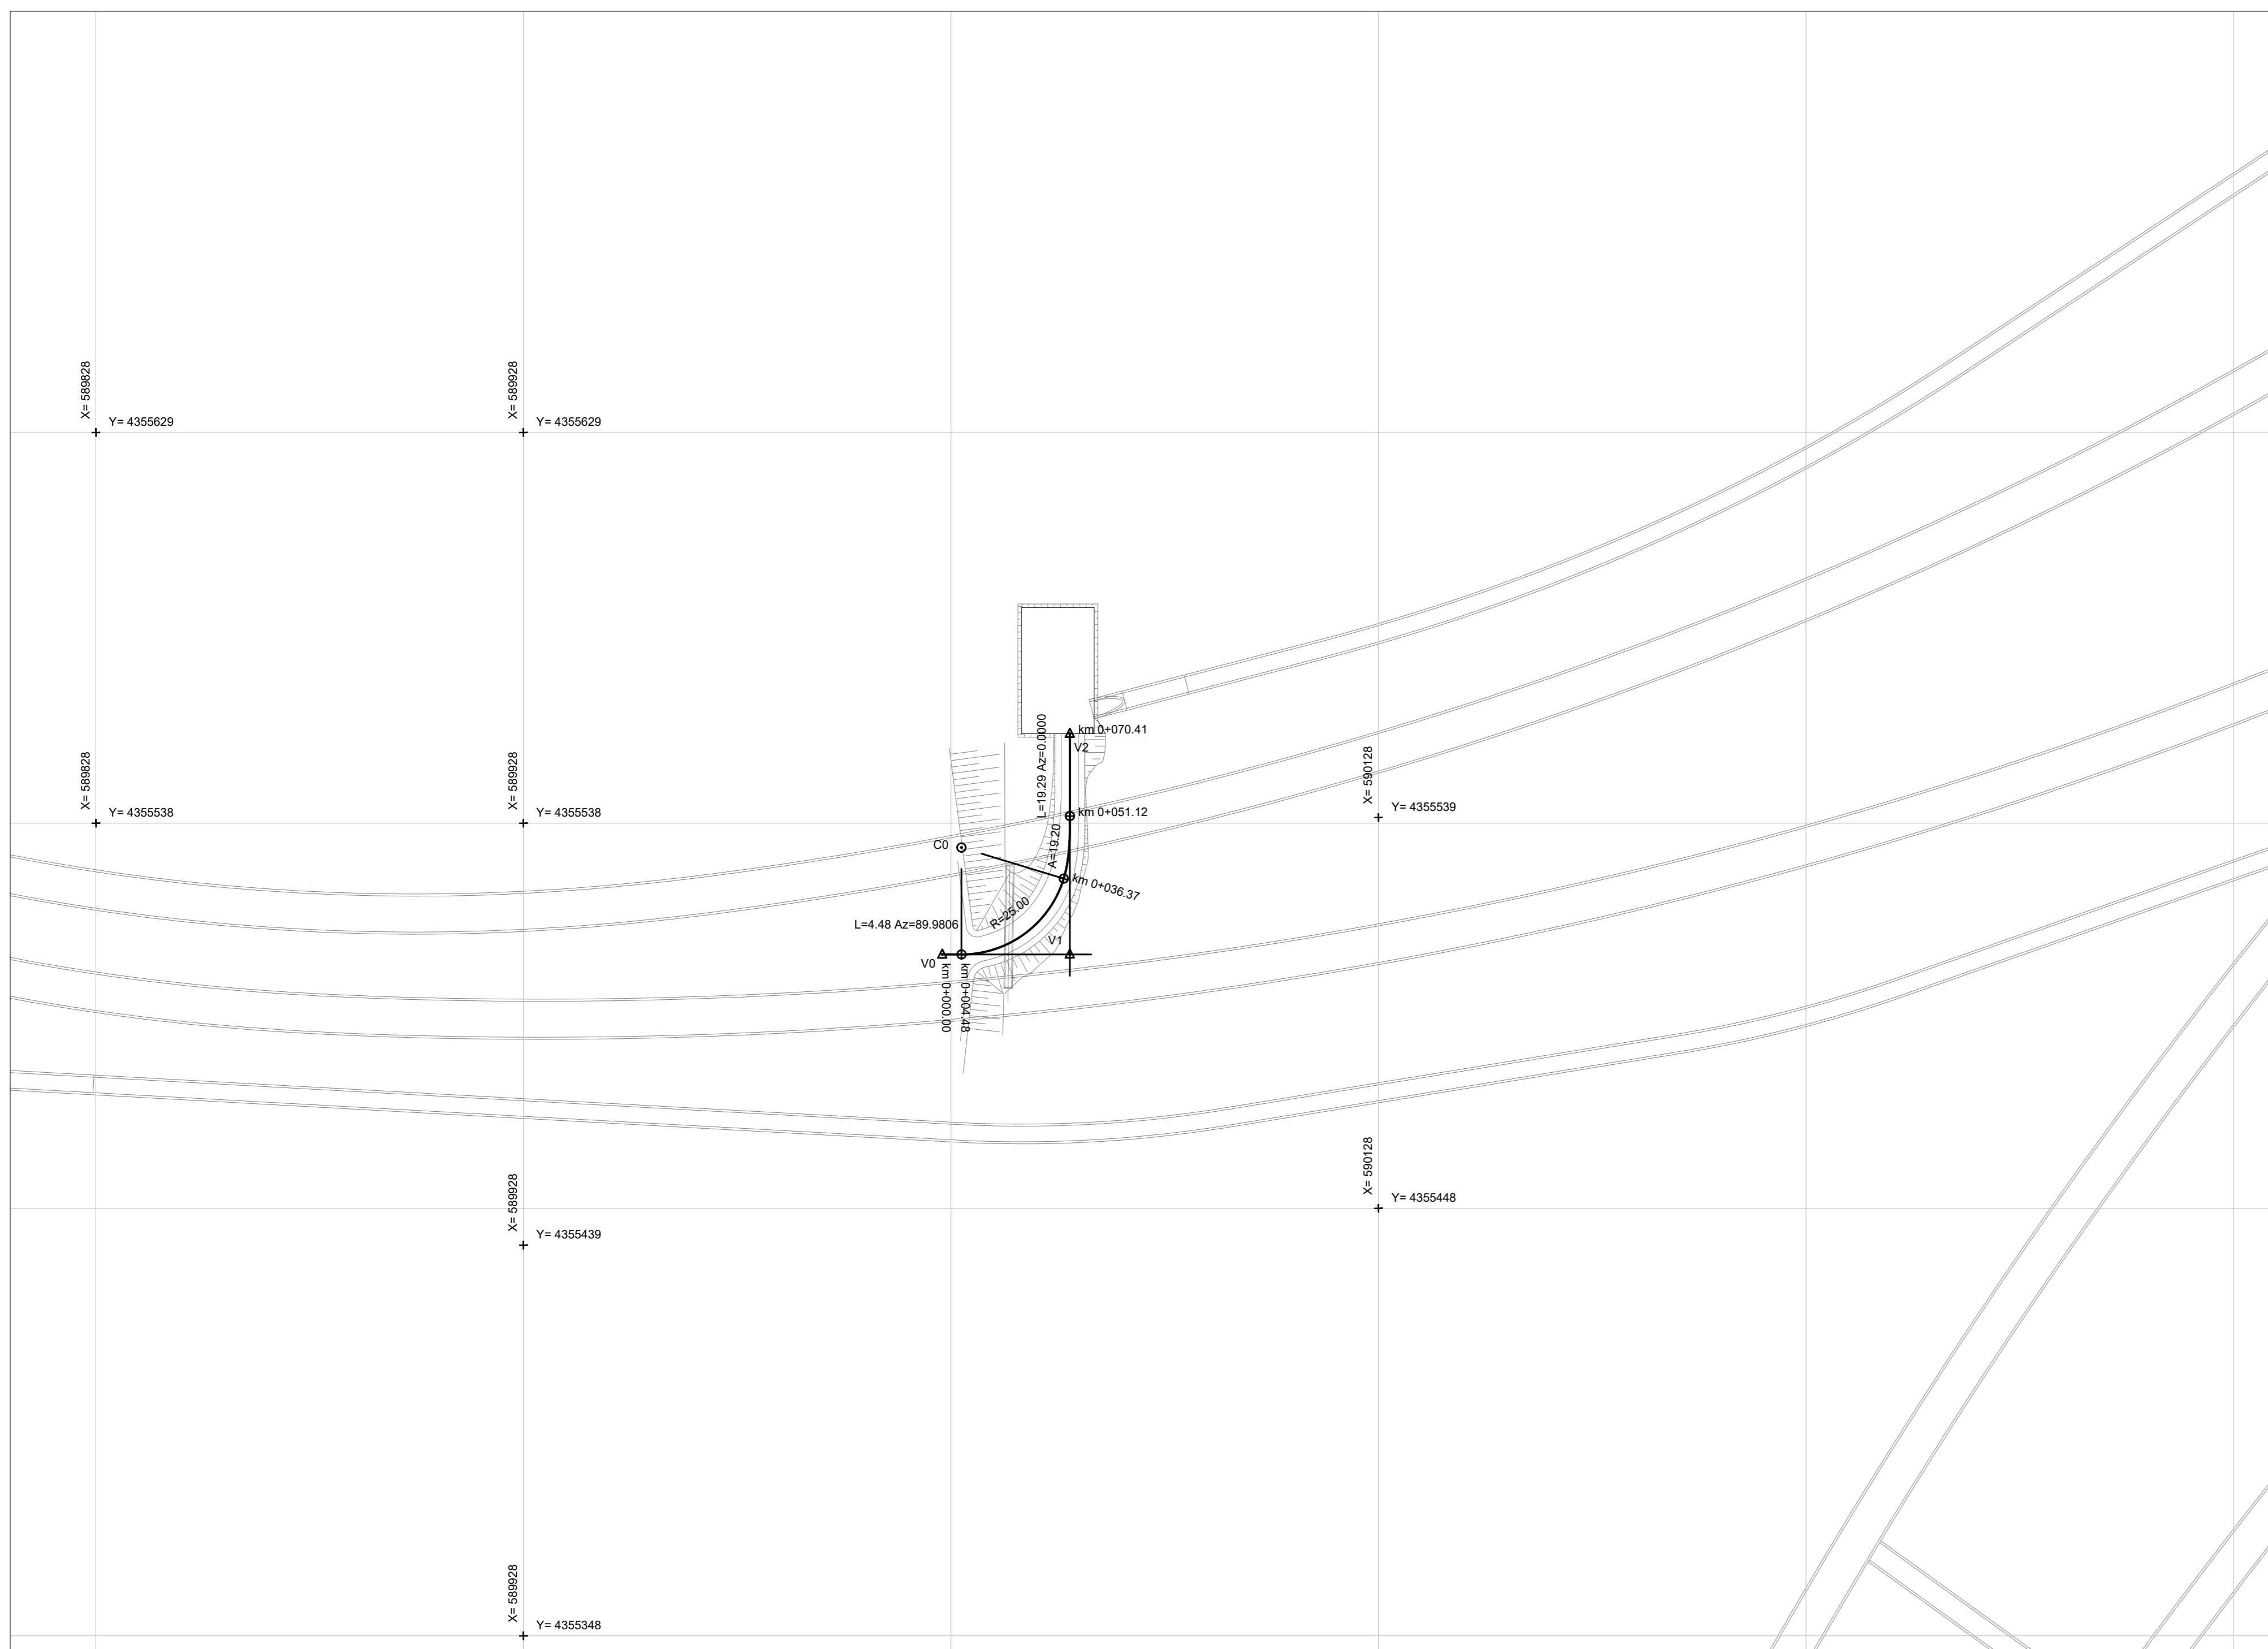 X= 589828
X= 589928
Y= 4355629
Y= 4355629
L=19.29 Az=0.0000
km 0+070.41
V2
X= 589828
X= 589928
X= 590128
Y= 4355538
Y= 4355538
km 0+051.12
Y= 4355539
C0
A=19.20
km 0+036.37
R=25.00
L=4.48 Az=89.9806
V1
V0
km 0+000.00
km 0+004.48
X= 590128
X= 589928
Y= 4355448
Y= 4355439
X= 589928
Y= 4355348